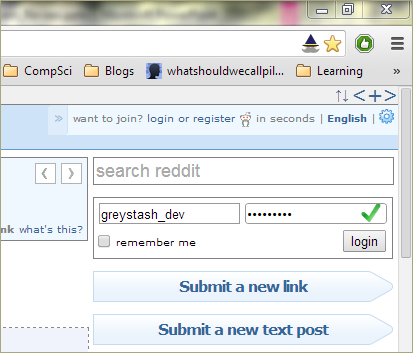 CompSci Blogs whatshouldwecallpil... Learning »
» want to join? login or register in seconds | English |
search reddit
nk what's this?
greystash_dev •••••••••
remember me login
Submit a new link
Submit a new text post